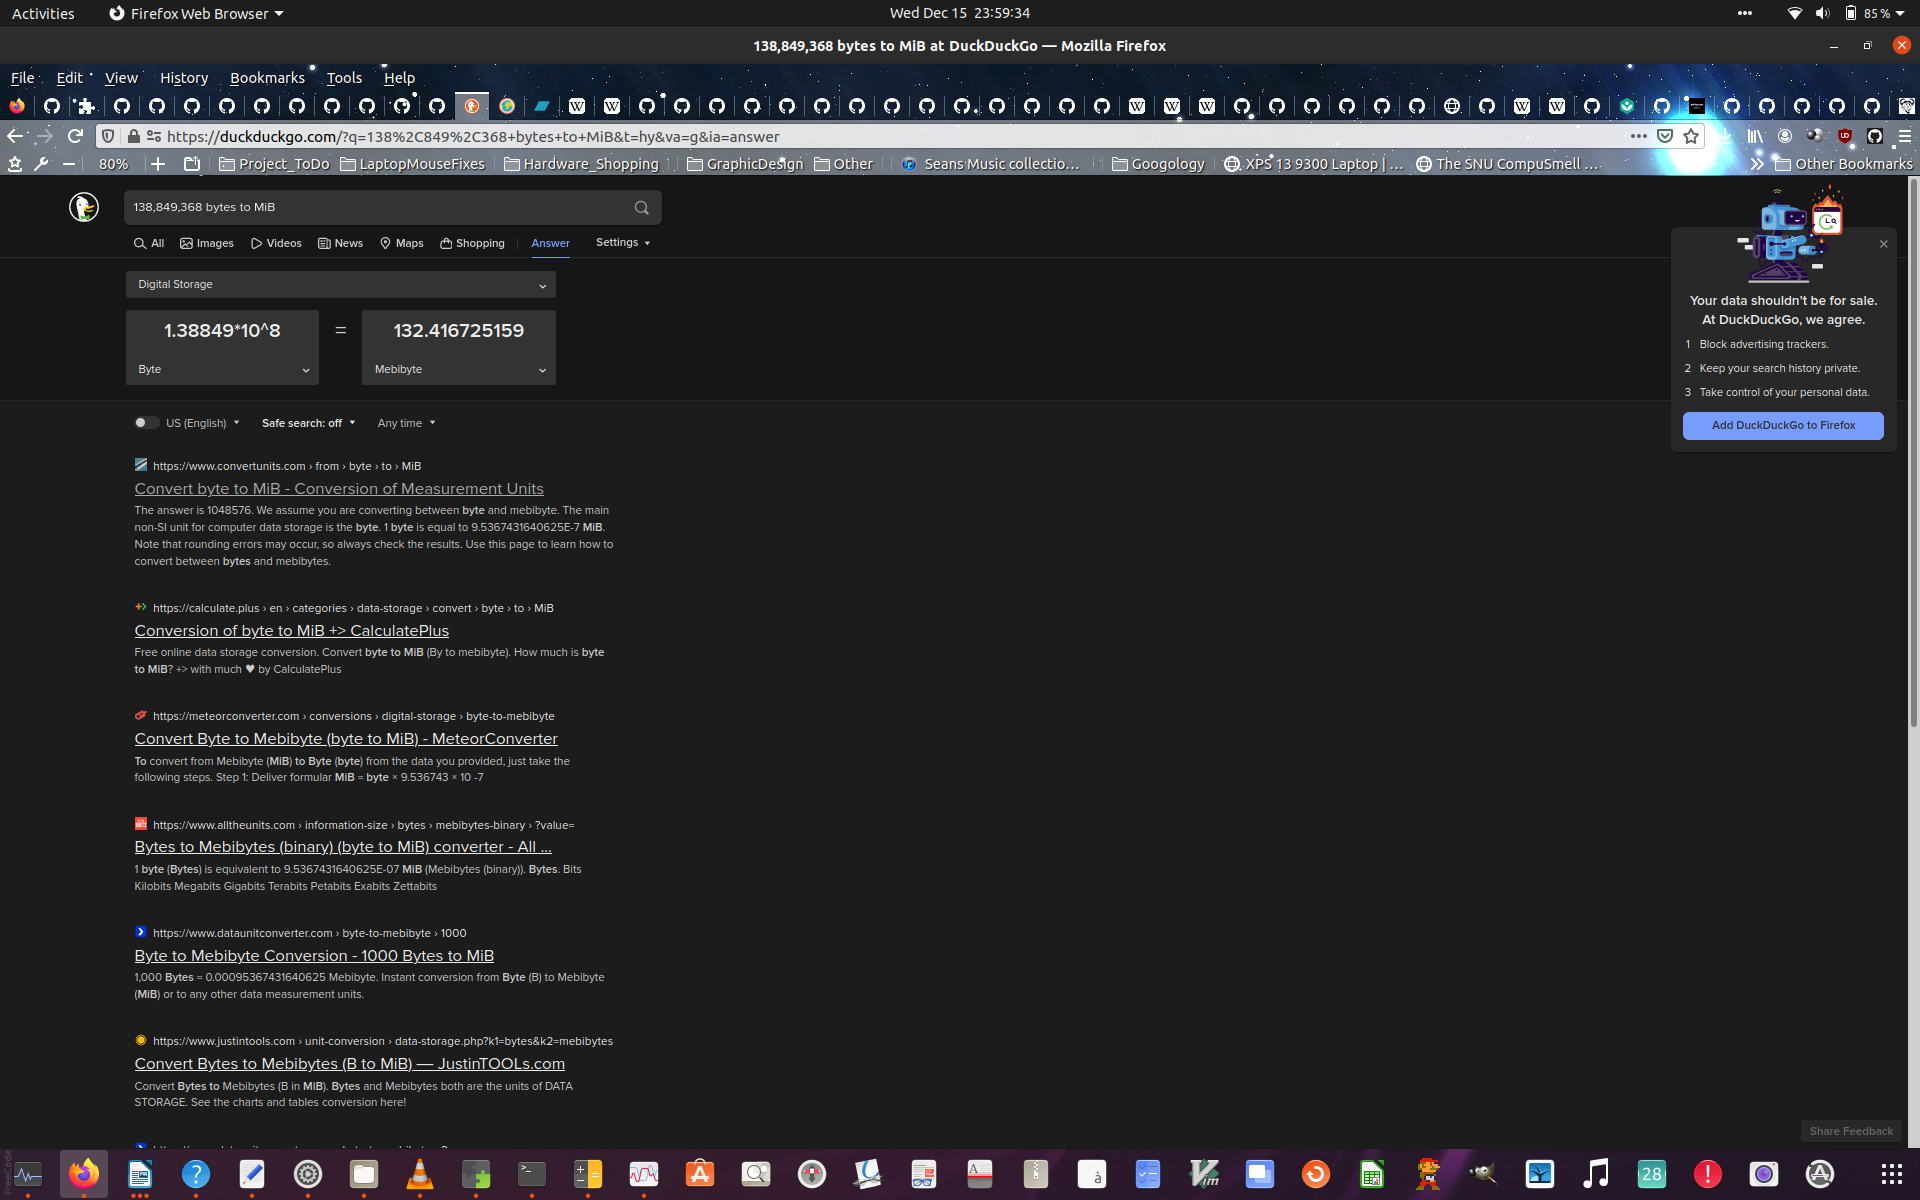 Activities
Firefox Web Browser
Wed Dec 15 23:59:34
85 %
138,849,368 bytes to MiB at DuckDuckGo — Mozilla Firefox
File Edit View History Bookmarks Tools Help
https://duckduckgo.com/?q=138%2C849%2C368+bytes+to+MiB&t=hy&va=g&ia=answer
80%
Project_ToDo
LaptopMouseFixes
Hardware_Shopping
GraphicDesign
Other
Seans Music collectio...
Googology
XPS 13 9300 Laptop | ...
The SNU CompuSmell ...
Other Bookmarks
138,849,368 bytes to MiB
All Images Videos News Maps Shopping Answer Settings
Digital Storage
1.38849*10^8 = 132.416725159
Byte Mebibyte
US (English) Safe search: off Any time
https://www.convertunits.com › from › byte › to › MiB
Convert byte to MiB - Conversion of Measurement Units
The answer is 1048576. We assume you are converting between byte and mebibyte. The main
non-SI unit for computer data storage is the byte. 1 byte is equal to 9.5367431640625E-7 MiB.
Note that rounding errors may occur, so always check the results. Use this page to learn how to
convert between bytes and mebibytes.
https://calculate.plus › en › categories › data-storage › convert › byte › to › MiB
Conversion of byte to MiB +> CalculatePlus
Free online data storage conversion. Convert byte to MiB (By to mebibyte). How much is byte
to MiB? +> with much ♥ by CalculatePlus
https://meteorconverter.com › conversions › digital-storage › byte-to-mebibyte
Convert Byte to Mebibyte (byte to MiB) - MeteorConverter
To convert from Mebibyte (MiB) to Byte (byte) from the data you provided, just take the
following steps. Step 1: Deliver formular MiB = byte × 9.536743 × 10 -7
https://www.alltheunits.com › information-size › bytes › mebibytes-binary › ?value=
Bytes to Mebibytes (binary) (byte to MiB) converter - All ...
1 byte (Bytes) is equivalent to 9.5367431640625E-07 MiB (Mebibytes (binary)). Bytes. Bits
Kilobits Megabits Gigabits Terabits Petabits Exabits Zettabits
https://www.dataunitconverter.com › byte-to-mebibyte › 1000
Byte to Mebibyte Conversion - 1000 Bytes to MiB
1,000 Bytes = 0.00095367431640625 Mebibyte. Instant conversion from Byte (B) to Mebibyte
(MiB) or to any other data measurement units.
https://www.justintools.com › unit-conversion › data-storage.php?k1=bytes&k2=mebibytes
Convert Bytes to Mebibytes (B to MiB) — JustinTOOLs.com
Convert Bytes to Mebibytes (B in MiB). Bytes and Mebibytes both are the units of DATA
STORAGE. See the charts and tables conversion here!
Your data shouldn't be for sale.
At DuckDuckGo, we agree.
1 Block advertising trackers.
2 Keep your search history private.
3 Take control of your personal data.
Add DuckDuckGo to Firefox
Share Feedback
FreeCode
28